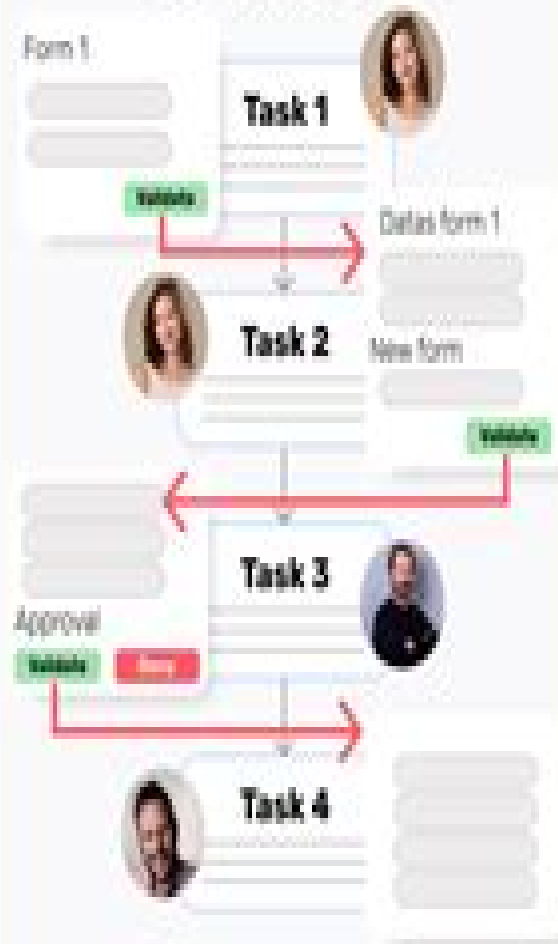 Form 1
Task 1
Validate
Datas form 1
Task 2
New form
Validate
Task 3
Approval
Validate
Deny
Task 4